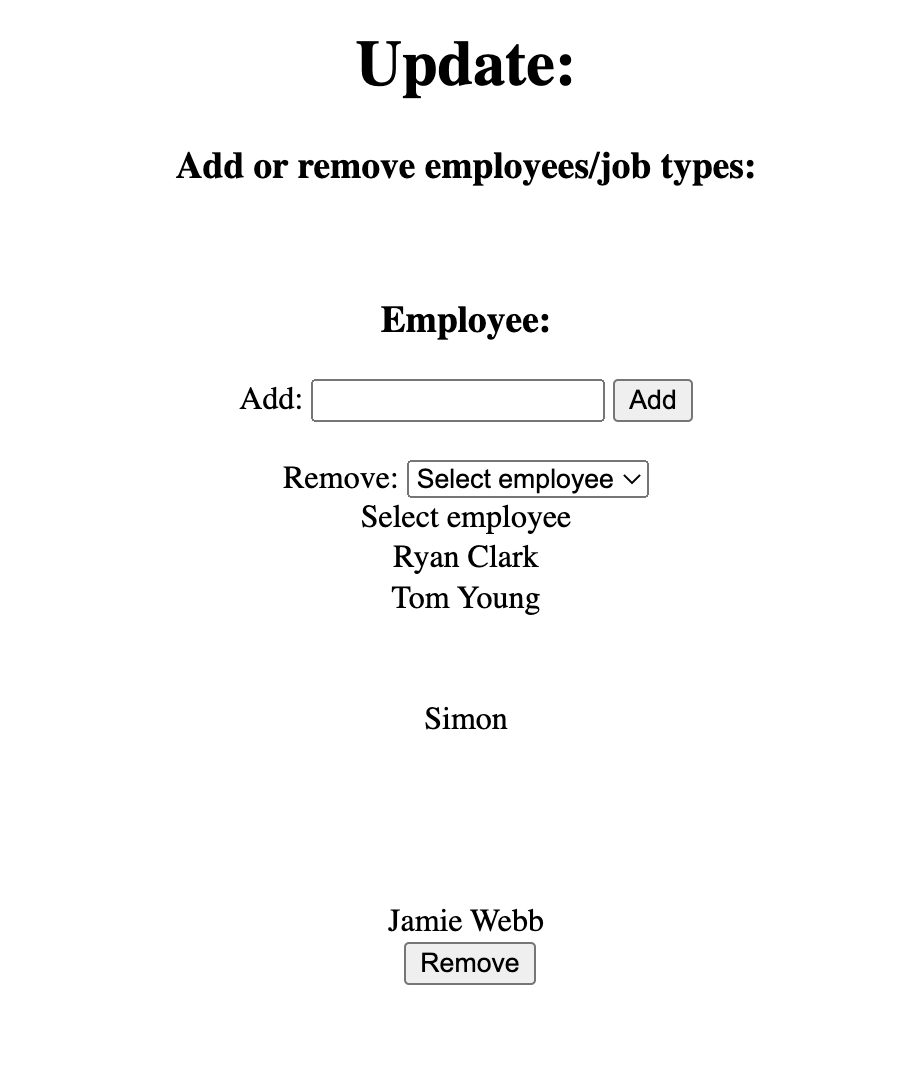 Update:
Add or remove employees/job types:
Employee:
Add: Add
Remove: Select employee
Select employee
Ryan Clark
Tom Young
Simon
Jamie Webb
Remove